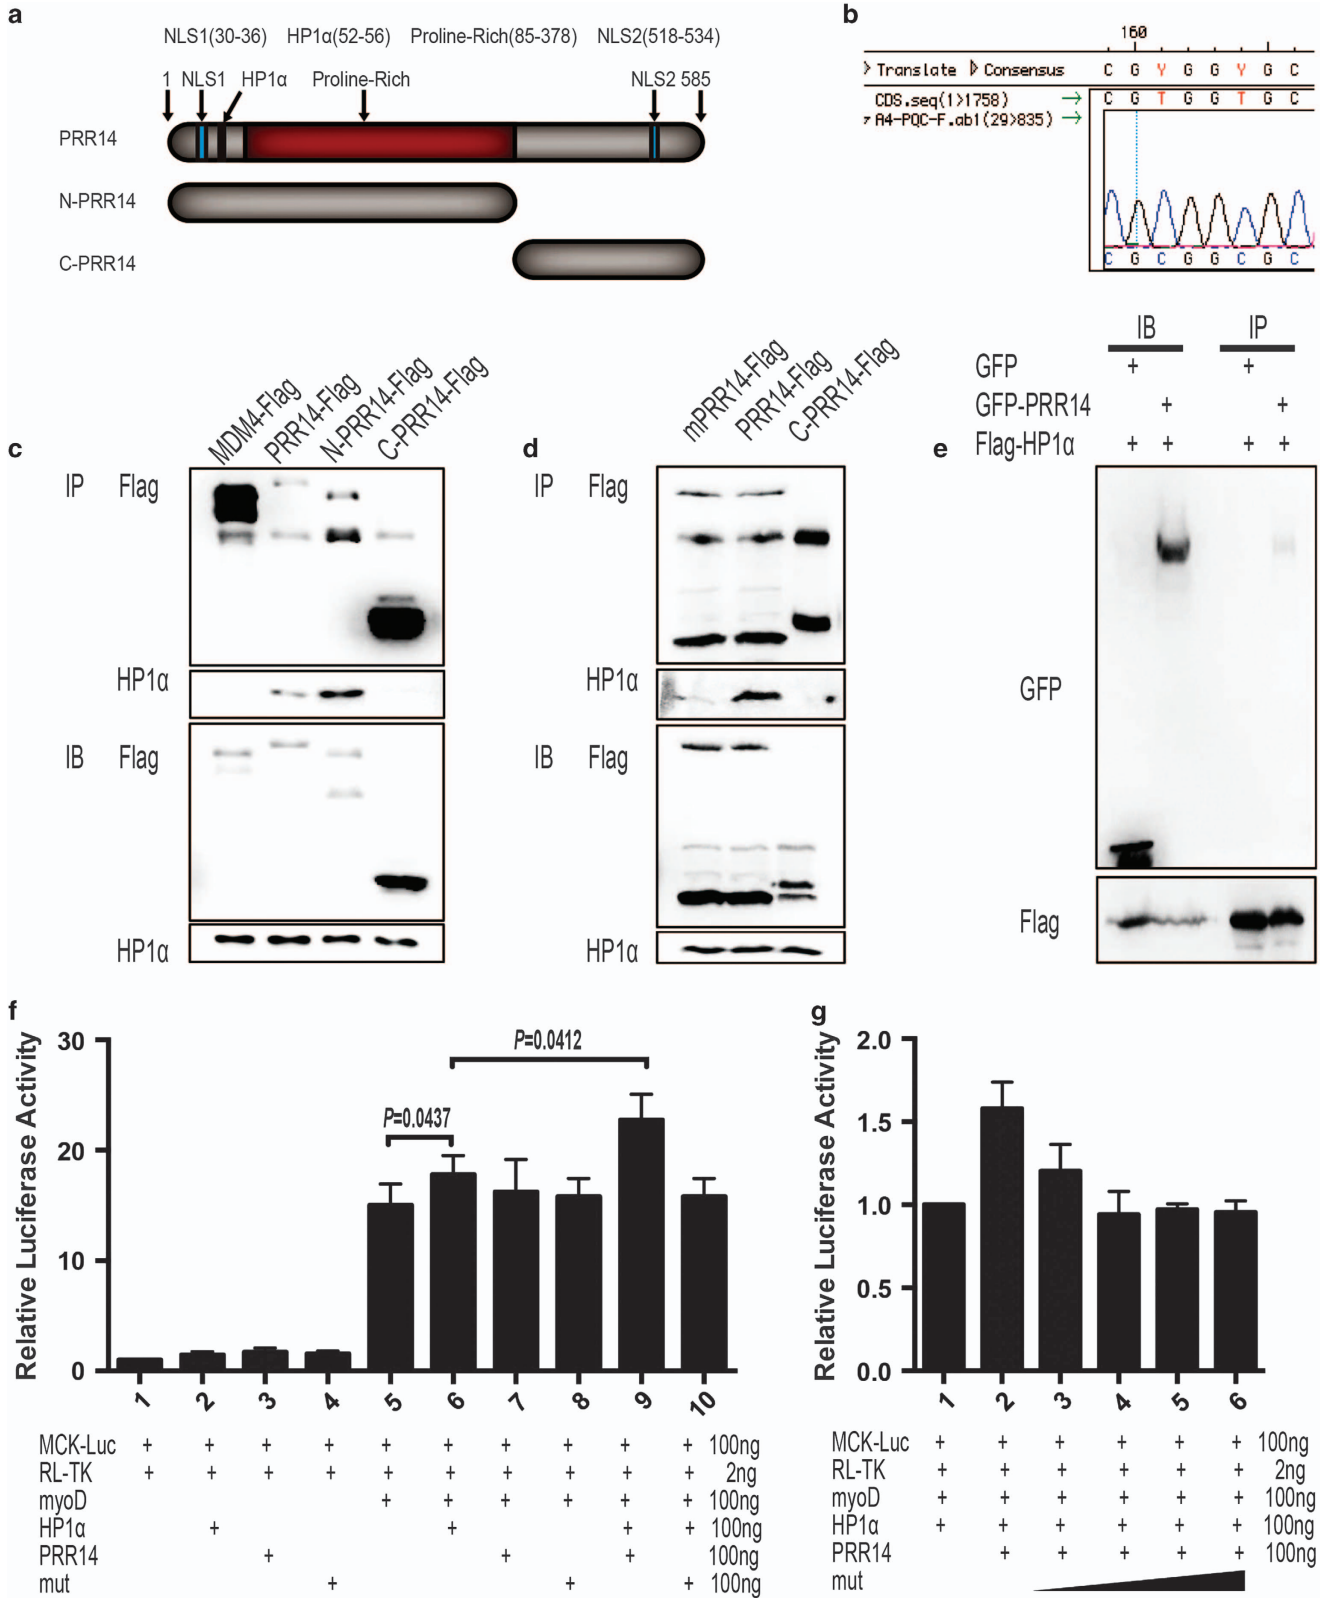 a
NLS1(30-36) HP1α(52-56) Proline-Rich(85-378) NLS2(518-534)
1 NLS1 HP1α Proline-Rich NLS2 585
PRR14
N-PRR14
C-PRR14
b
160
Translate Consensus C G Y G G Y G C
CDS.seq(1>1758) → C G T G G T G C
A4-PQC-F.ab1(29>835) →
C G C G G C G C
c
MDM4-Flag PRR14-Flag N-PRR14-Flag C-PRR14-Flag
IP Flag
HP1α
IB Flag
HP1α
d
mPRR14-Flag PRR14-Flag C-PRR14-Flag
IP Flag
HP1α
IB Flag
HP1α
e
IB IP
GFP + +
GFP-PRR14 + +
Flag-HP1α + + + +
GFP
Flag
f
Relative Luciferase Activity
30
20
10
0
P=0.0437
P=0.0412
1 2 3 4 5 6 7 8 9 10
MCK-Luc + + + + + + + + + + 100ng
RL-TK + + + + + + + + + + 2ng
myoD + + + + + + 100ng
HP1α + + + + 100ng
PRR14 + + + 100ng
mut + + + 100ng
g
Relative Luciferase Activity
2.0
1.5
1.0
0.5
0.0
1 2 3 4 5 6
MCK-Luc + + + + + + 100ng
RL-TK + + + + + + 2ng
myoD + + + + + + 100ng
HP1α + + + + + + 100ng
PRR14 + + + + + 100ng
mut